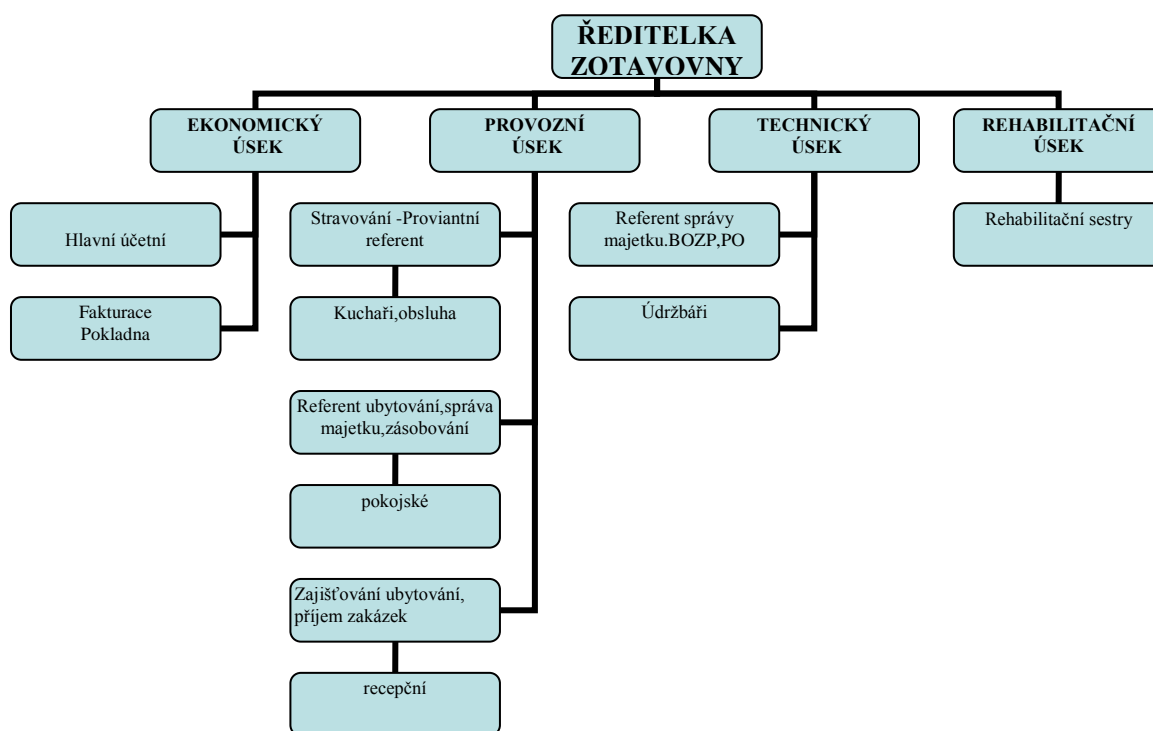 ŘEDITELKA
ZOTAVOVNY
EKONOMICKÝ
ÚSEK
PROVOZNÍ
ÚSEK
TECHNICKÝ
ÚSEK
REHABILITAČNÍ
ÚSEK
Hlavní účetní
Fakturace
Pokladna
Stravování -Proviantní
referent
Kuchaři,obsluha
Referent ubytování,správa
majetku,zásobování
pokojské
Zajišťování ubytování,
příjem zakázek
recepční
Referent správy
majetku.BOZP,PO
Údržbáři
Rehabilitační sestry